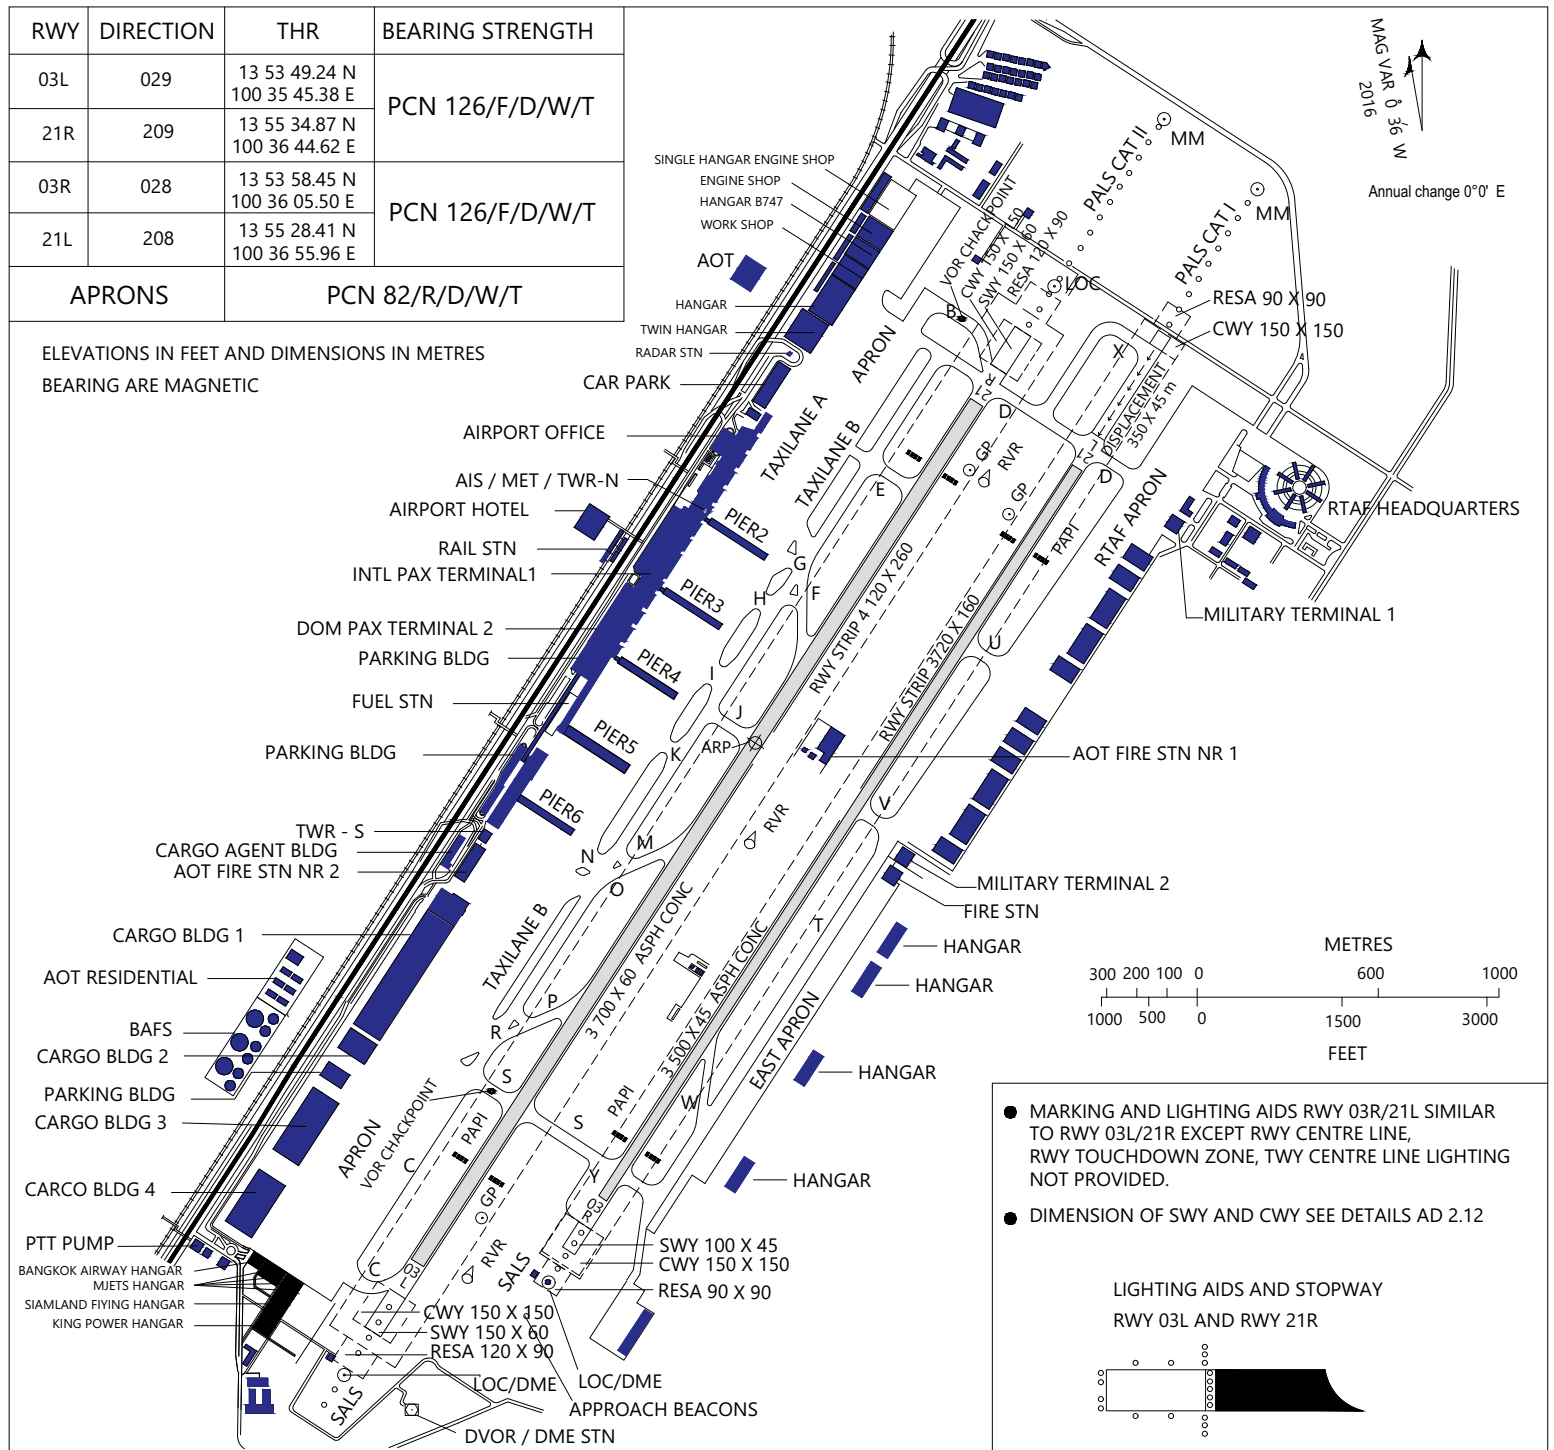 RWY DIRECTION THR BEARING STRENGTH
03L 029 13 53 49.24 N
100 35 45.38 E
PCN 126/F/D/W/T
21R 209 13 55 34.87 N
100 36 44.62 E
03R 028 13 53 58.45 N
100 36 05.50 E
PCN 126/F/D/W/T
21L 208 13 55 28.41 N
100 36 55.96 E
APRONS PCN 82/R/D/W/T
ELEVATIONS IN FEET AND DIMENSIONS IN METRES
BEARING ARE MAGNETIC
MAG VAR 0 36 W
2016
Annual change 0°0' E
SINGLE HANGAR ENGINE SHOP
ENGINE SHOP
HANGAR B747
WORK SHOP
AOT
HANGAR
TWIN HANGAR
RADAR STN
CAR PARK
AIRPORT OFFICE
AIS / MET / TWR-N
AIRPORT HOTEL
RAIL STN
INTL PAX TERMINAL1
DOM PAX TERMINAL 2
PARKING BLDG
FUEL STN
PARKING BLDG
TWR - S
CARGO AGENT BLDG
AOT FIRE STN NR 2
CARGO BLDG 1
AOT RESIDENTIAL
BAFS
CARGO BLDG 2
PARKING BLDG
CARGO BLDG 3
CARCO BLDG 4
PTT PUMP
BANGKOK AIRWAY HANGAR
MJETS HANGAR
SIAMLAND FIYING HANGAR
KING POWER HANGAR
PALS CAT II
MM
PALS CAT I
MM
VOR CHACKPOINT
CWY 150 X 150
SWY 150 X 60
RESA 120 X 90
LOC
RESA 90 X 90
CWY 150 X 150
B
X
APRON
TAXILANE A
TAXILANE B
21R
D
DISPLACEMENT
350 X 45 m
21L
D
GP
RVR
GP
PAPI
E
RTAF APRON
RTAF HEADQUARTERS
MILITARY TERMINAL 1
PIER2
PIER3
PIER4
PIER5
PIER6
G
F
H
I
J
K
M
N
O
RWY STRIP 4 120 X 260
RWY STRIP 3720 X 160
U
ARP
AOT FIRE STN NR 1
RVR
V
MILITARY TERMINAL 2
FIRE STN
T
HANGAR
HANGAR
HANGAR
HANGAR
TAXILANE B
P
R
S
3 700 X 60 ASPH CONC
3 500 X 45 ASPH CONC
EAST APRON
W
APRON
VOR CHACKPOINT
C
PAPI
PAPI
S
Y
GP
RVR
03
C
03R
SALS
SWY 100 X 45
CWY 150 X 150
RESA 90 X 90
CWY 150 X 150
SWY 150 X 60
RESA 120 X 90
LOC/DME
LOC/DME
APPROACH BEACONS
SALS
DVOR / DME STN
METRES
300 200 100 0 600 1000
1000 500 0 1500 3000
FEET
● MARKING AND LIGHTING AIDS RWY 03R/21L SIMILAR
TO RWY 03L/21R EXCEPT RWY CENTRE LINE,
RWY TOUCHDOWN ZONE, TWY CENTRE LINE LIGHTING
NOT PROVIDED.
● DIMENSION OF SWY AND CWY SEE DETAILS AD 2.12
LIGHTING AIDS AND STOPWAY
RWY 03L AND RWY 21R